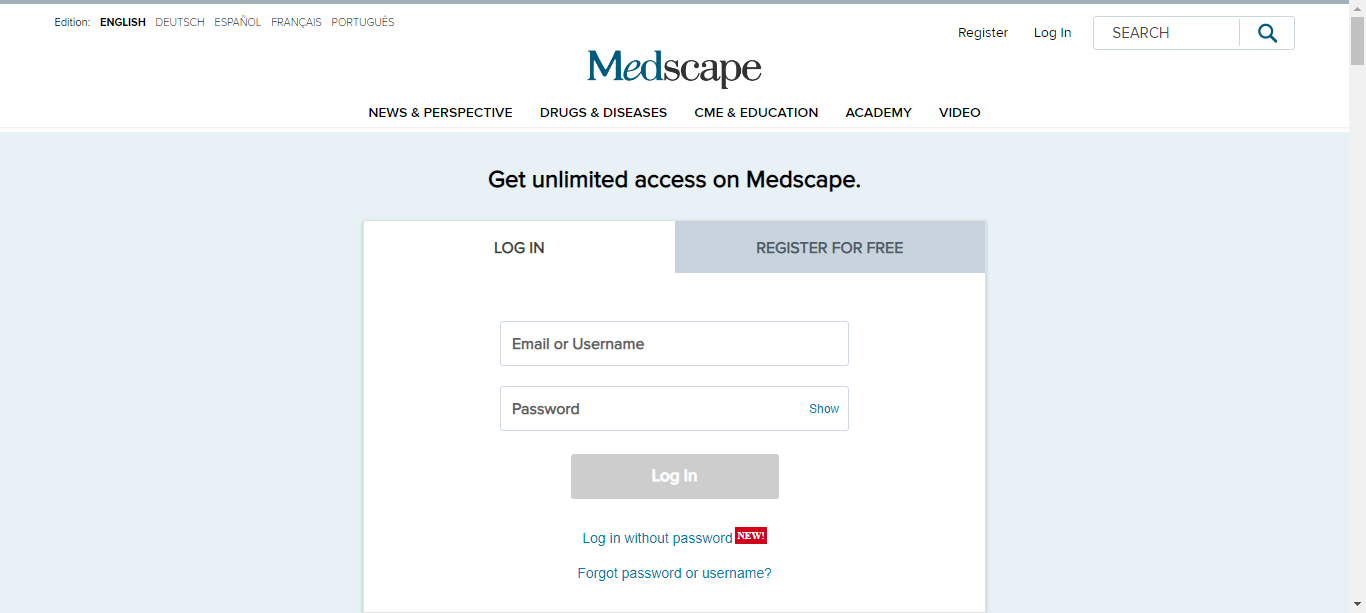 Edition: ENGLISH DEUTSCH ESPAÑOL FRANÇAIS PORTUGUÊS
Register Log In SEARCH
Medscape
NEWS & PERSPECTIVE DRUGS & DISEASES CME & EDUCATION ACADEMY VIDEO
Get unlimited access on Medscape.
LOG IN REGISTER FOR FREE
Email or Username
Password Show
Log In
Log in without password NEW!
Forgot password or username?